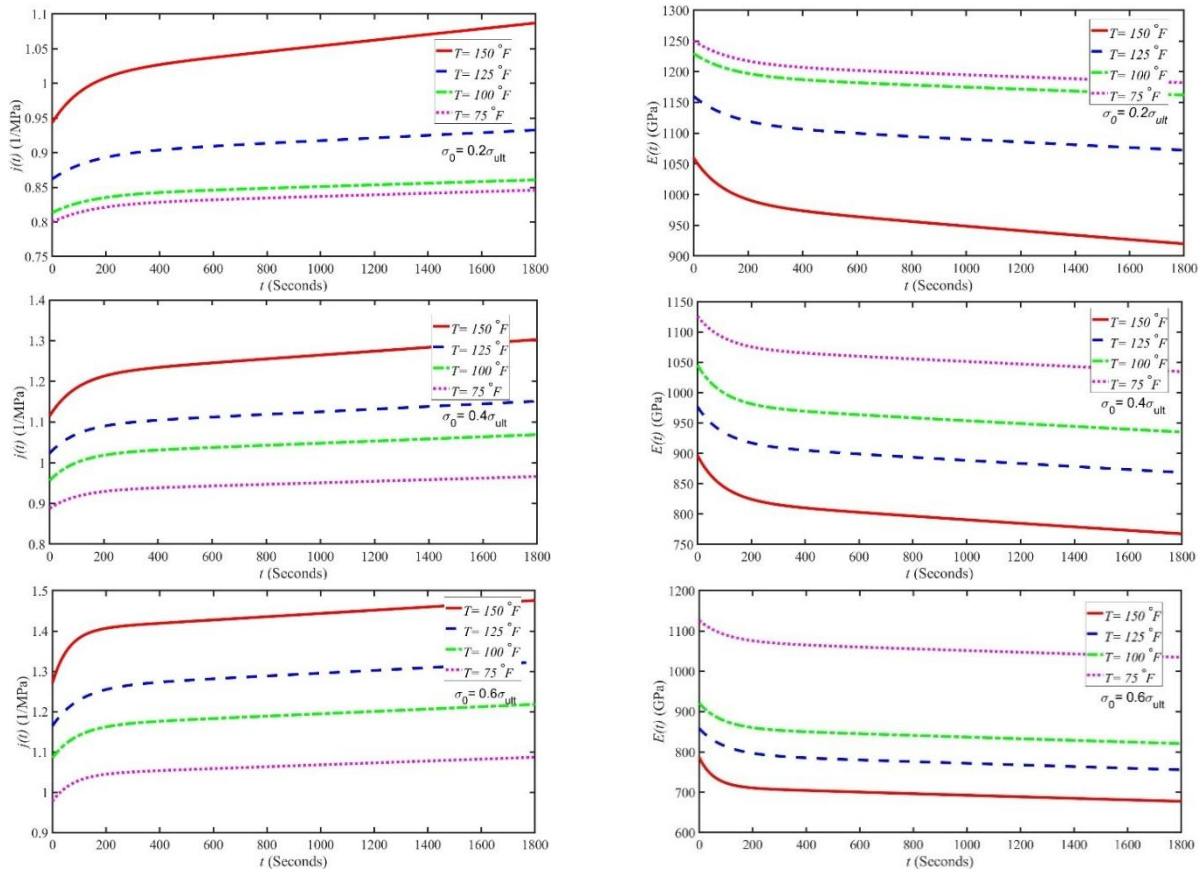 1.1
1.05
1
0.95
0.9
0.85
0.8
0.75
j(t) (1/MPa)
T= 150 °F
T= 125 °F
T= 100 °F
T= 75 °F
σ0= 0.2σult
0 200 400 600 800 1000 1200 1400 1600 1800
t (Seconds)
1300
1250
1200
1150
1100
1050
1000
950
900
E(t) (GPa)
T= 150 °F
T= 125 °F
T= 100 °F
T= 75 °F
σ0= 0.2σult
0 200 400 600 800 1000 1200 1400 1600 1800
t (Seconds)
1.4
1.3
1.2
1.1
1
0.9
0.8
j(t) (1/MPa)
T= 150 °F
T= 125 °F
T= 100 °F
T= 75 °F
σ0= 0.4σult
0 200 400 600 800 1000 1200 1400 1600 1800
t (Seconds)
1150
1100
1050
1000
950
900
850
800
750
E(t) (GPa)
T= 150 °F
T= 125 °F
T= 100 °F
T= 75 °F
σ0= 0.4σult
0 200 400 600 800 1000 1200 1400 1600 1800
t (Seconds)
1.5
1.4
1.3
1.2
1.1
1
0.9
j(t) (1/MPa)
T= 150 °F
T= 125 °F
T= 100 °F
T= 75 °F
σ0= 0.6σult
0 200 400 600 800 1000 1200 1400 1600 1800
t (Seconds)
1200
1100
1000
900
800
700
600
E(t) (GPa)
T= 150 °F
T= 125 °F
T= 100 °F
T= 75 °F
σ0= 0.6σult
0 200 400 600 800 1000 1200 1400 1600 1800
t (Seconds)